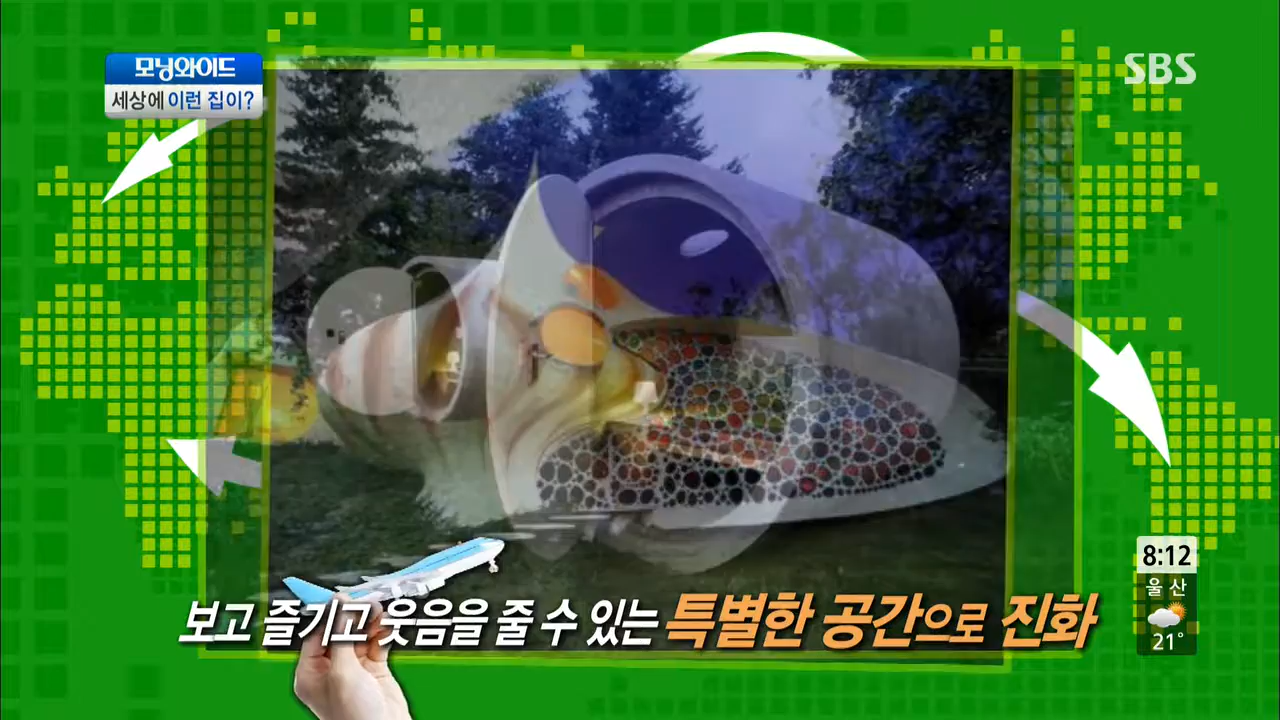 모닝와이드
세상에 이런 집이?
SBS
8:12
울산
21°
보고 즐기고 웃음을 줄 수 있는 특별한 공간으로 진화